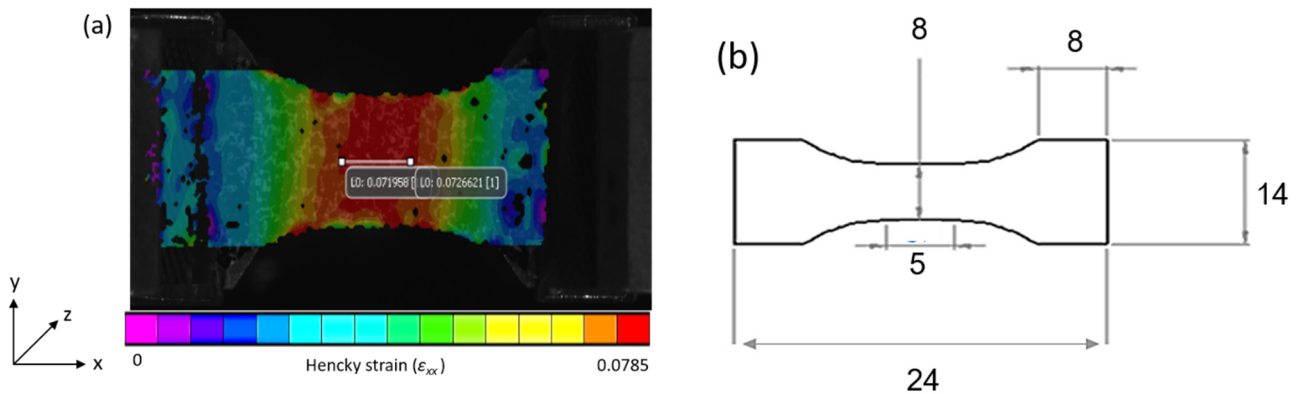 (a)
L0: 0.071958 [
L0: 0.0726621 [1]
y
z
x
0
Hencky strain (εxx)
0.0785
(b)
8
8
14
5
24